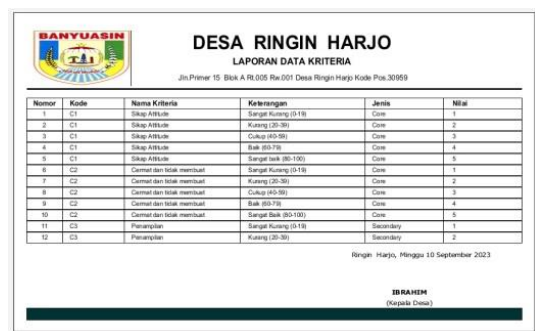 BANYUASIN
DESA RINGIN HARJO
LAPORAN DATA KRITERIA
Jln.Primer 15 Blok A Rt.005 Rw.001 Desa Ringin Harjo Kode Pos.30959
Nomor Kode Nama Kriteria Keterangan Jenis Nilai
1 C1 Sikap Attitude Sangat Kurang (0-19) Core 1
2 C1 Sikap Attitude Kurang (20-39) Core 2
3 C1 Sikap Attitude Cukup (40-59) Core 3
4 C1 Sikap Attitude Baik (60-79) Core 4
5 C1 Sikap Attitude Sangat baik (80-100) Core 5
6 C2 Cermat dan tidak membuat Sangat Kurang (0-19) Core 1
7 C2 Cermat dan tidak membuat Kurang (20-39) Core 2
8 C2 Cermat dan tidak membuat Cukup (40-59) Core 3
9 C2 Cermat dan tidak membuat Baik (60-79) Core 4
10 C2 Cermat dan tidak membuat Sangat Baik (80-100) Core 5
11 C3 Penampilan Sangat Kurang (0-19) Secondary 1
12 C3 Penampilan Kurang (20-39) Secondary 2
Ringin Harjo, Minggu 10 September 2023
IBRAHIM
(Kepala Desa)